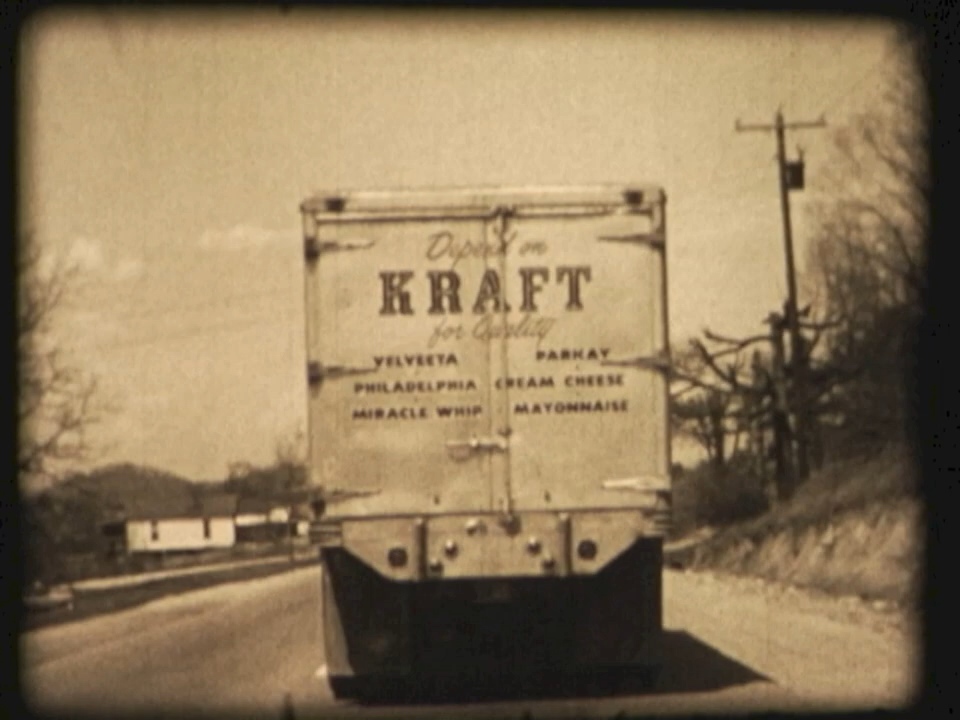 Depend on
KRAFT
for Quality
VELVEETA PARKAY
PHILADELPHIA CREAM CHEESE
MIRACLE WHIP MAYONNAISE